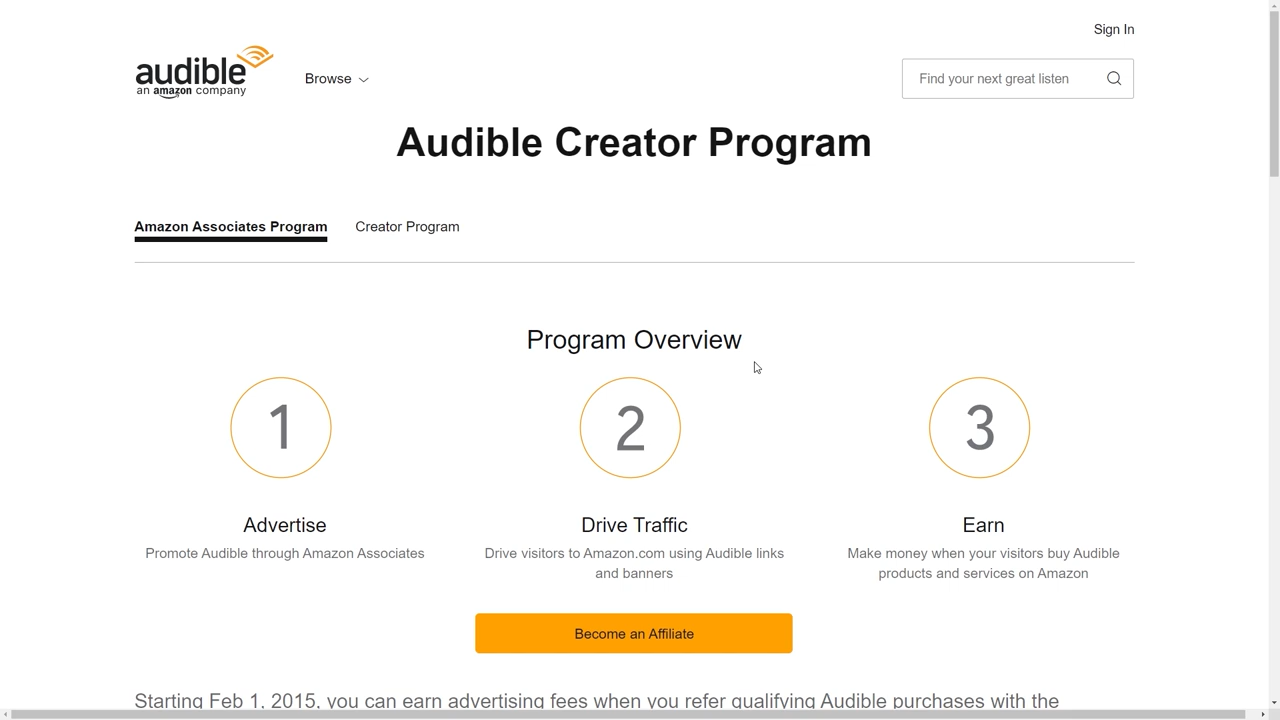 Sign In
audible
an amazon company
Browse
Find your next great listen
Audible Creator Program
Amazon Associates Program
Creator Program
Program Overview
1
2
3
Advertise
Promote Audible through Amazon Associates
Drive Traffic
Drive visitors to Amazon.com using Audible links
and banners
Earn
Make money when your visitors buy Audible
products and services on Amazon
Become an Affiliate
Starting Feb 1, 2015, you can earn advertising fees when you refer qualifying Audible purchases with the